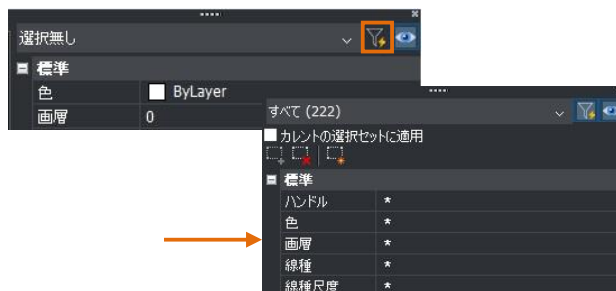 選択無し
標準
色 ByLayer
画層 0
すべて (222)
カレントの選択セットに適用
標準
ハンドル *
色 *
画層 *
線種 *
線種尺度 *